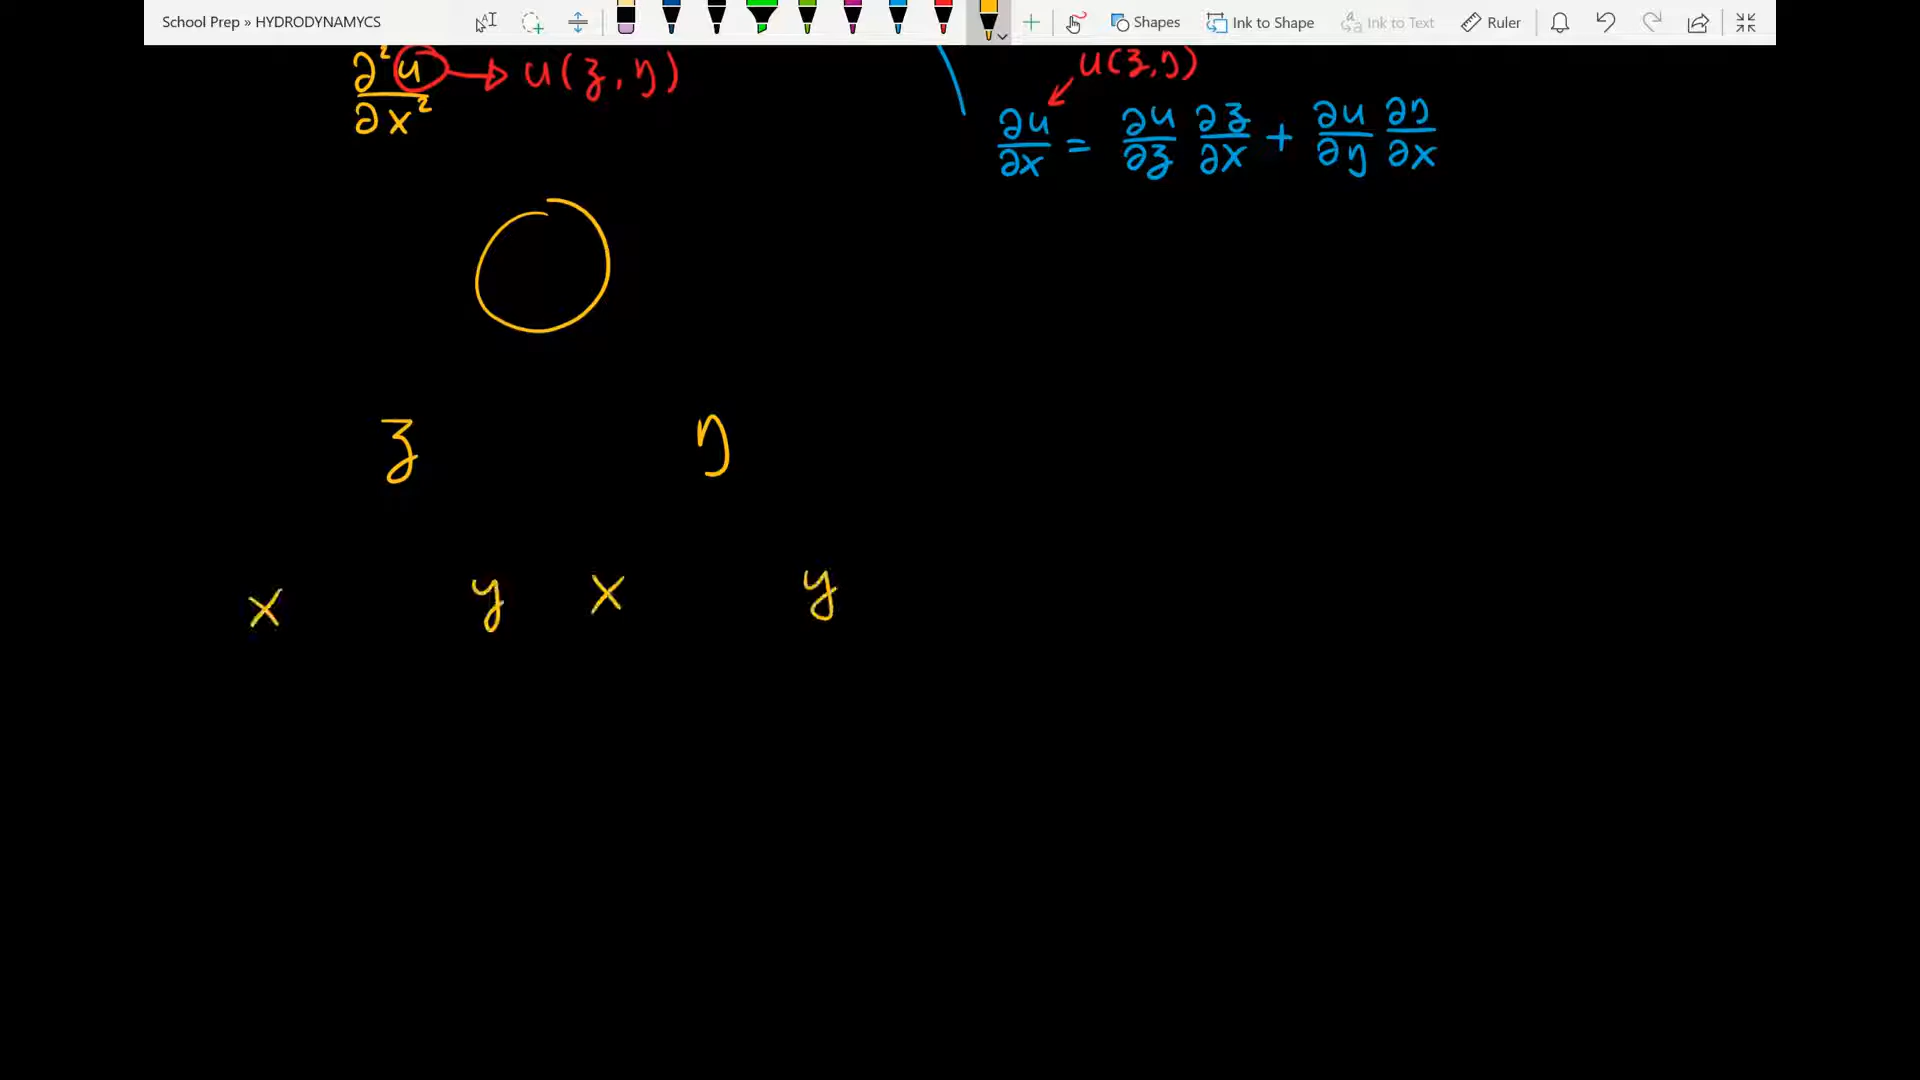 School Prep » HYDRODYNAMYCS
Shapes
Ink to Shape
Ink to Text
Ruler
∂²u/∂x² → u(ξ,η)
u(ξ,η)
∂u/∂x = ∂u/∂ξ ∂ξ/∂x + ∂u/∂η ∂η/∂x
ξ η
x y x y